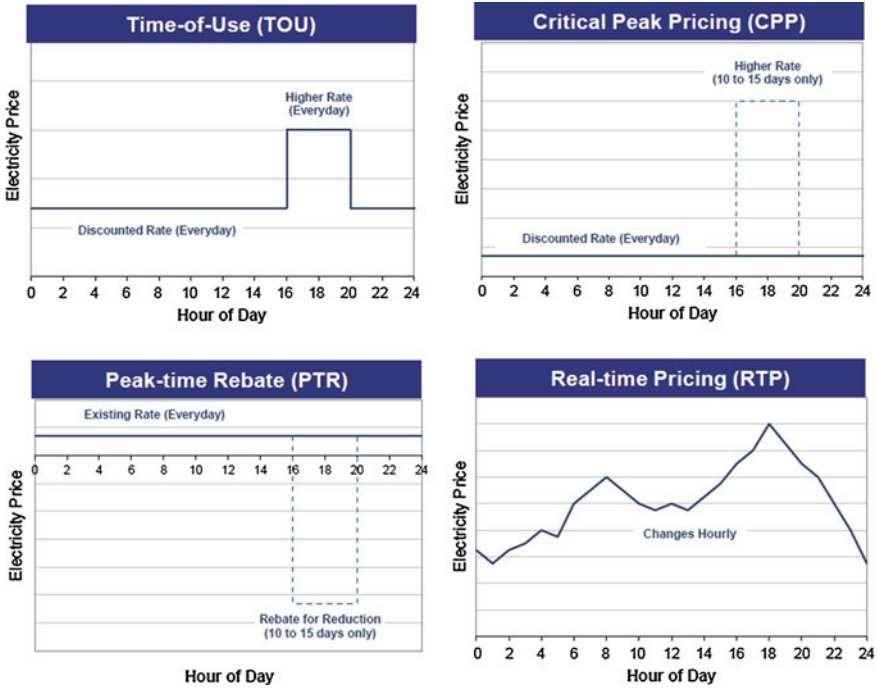 Time-of-Use (TOU)
Electricity Price
Higher Rate
(Everyday)
Discounted Rate (Everyday)
0 2 4 6 8 10 12 14 16 18 20 22 24
Hour of Day
Critical Peak Pricing (CPP)
Electricity Price
Higher Rate
(10 to 15 days only)
Discounted Rate (Everyday)
0 2 4 6 8 10 12 14 16 18 20 22 24
Hour of Day
Peak-time Rebate (PTR)
Electricity Price
Existing Rate (Everyday)
0 2 4 6 8 10 12 14 16 18 20 22 24
Rebate for Reduction
(10 to 15 days only)
Hour of Day
Real-time Pricing (RTP)
Electricity Price
Changes Hourly
0 2 4 6 8 10 12 14 16 18 20 22 24
Hour of Day